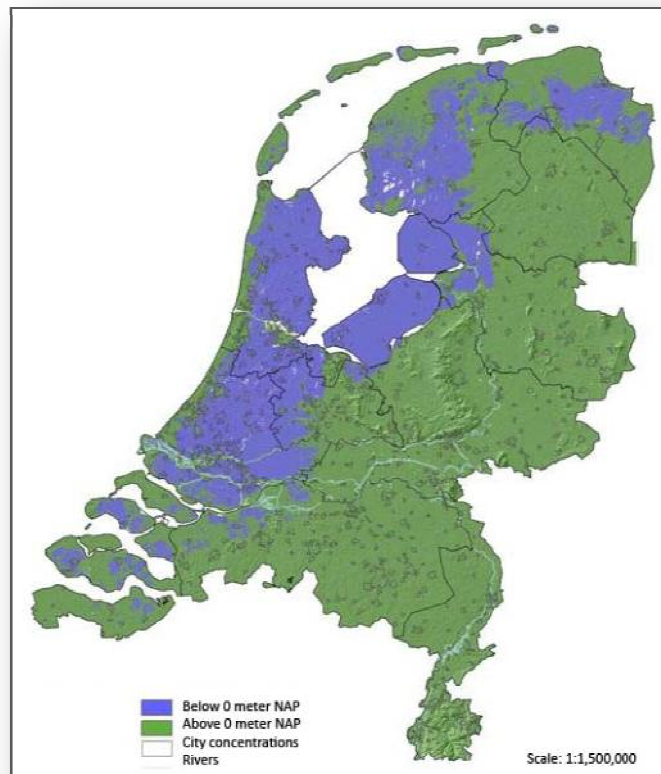 Below 0 meter NAP
Above 0 meter NAP
City concentrations
Rivers
Scale: 1:1,500,000